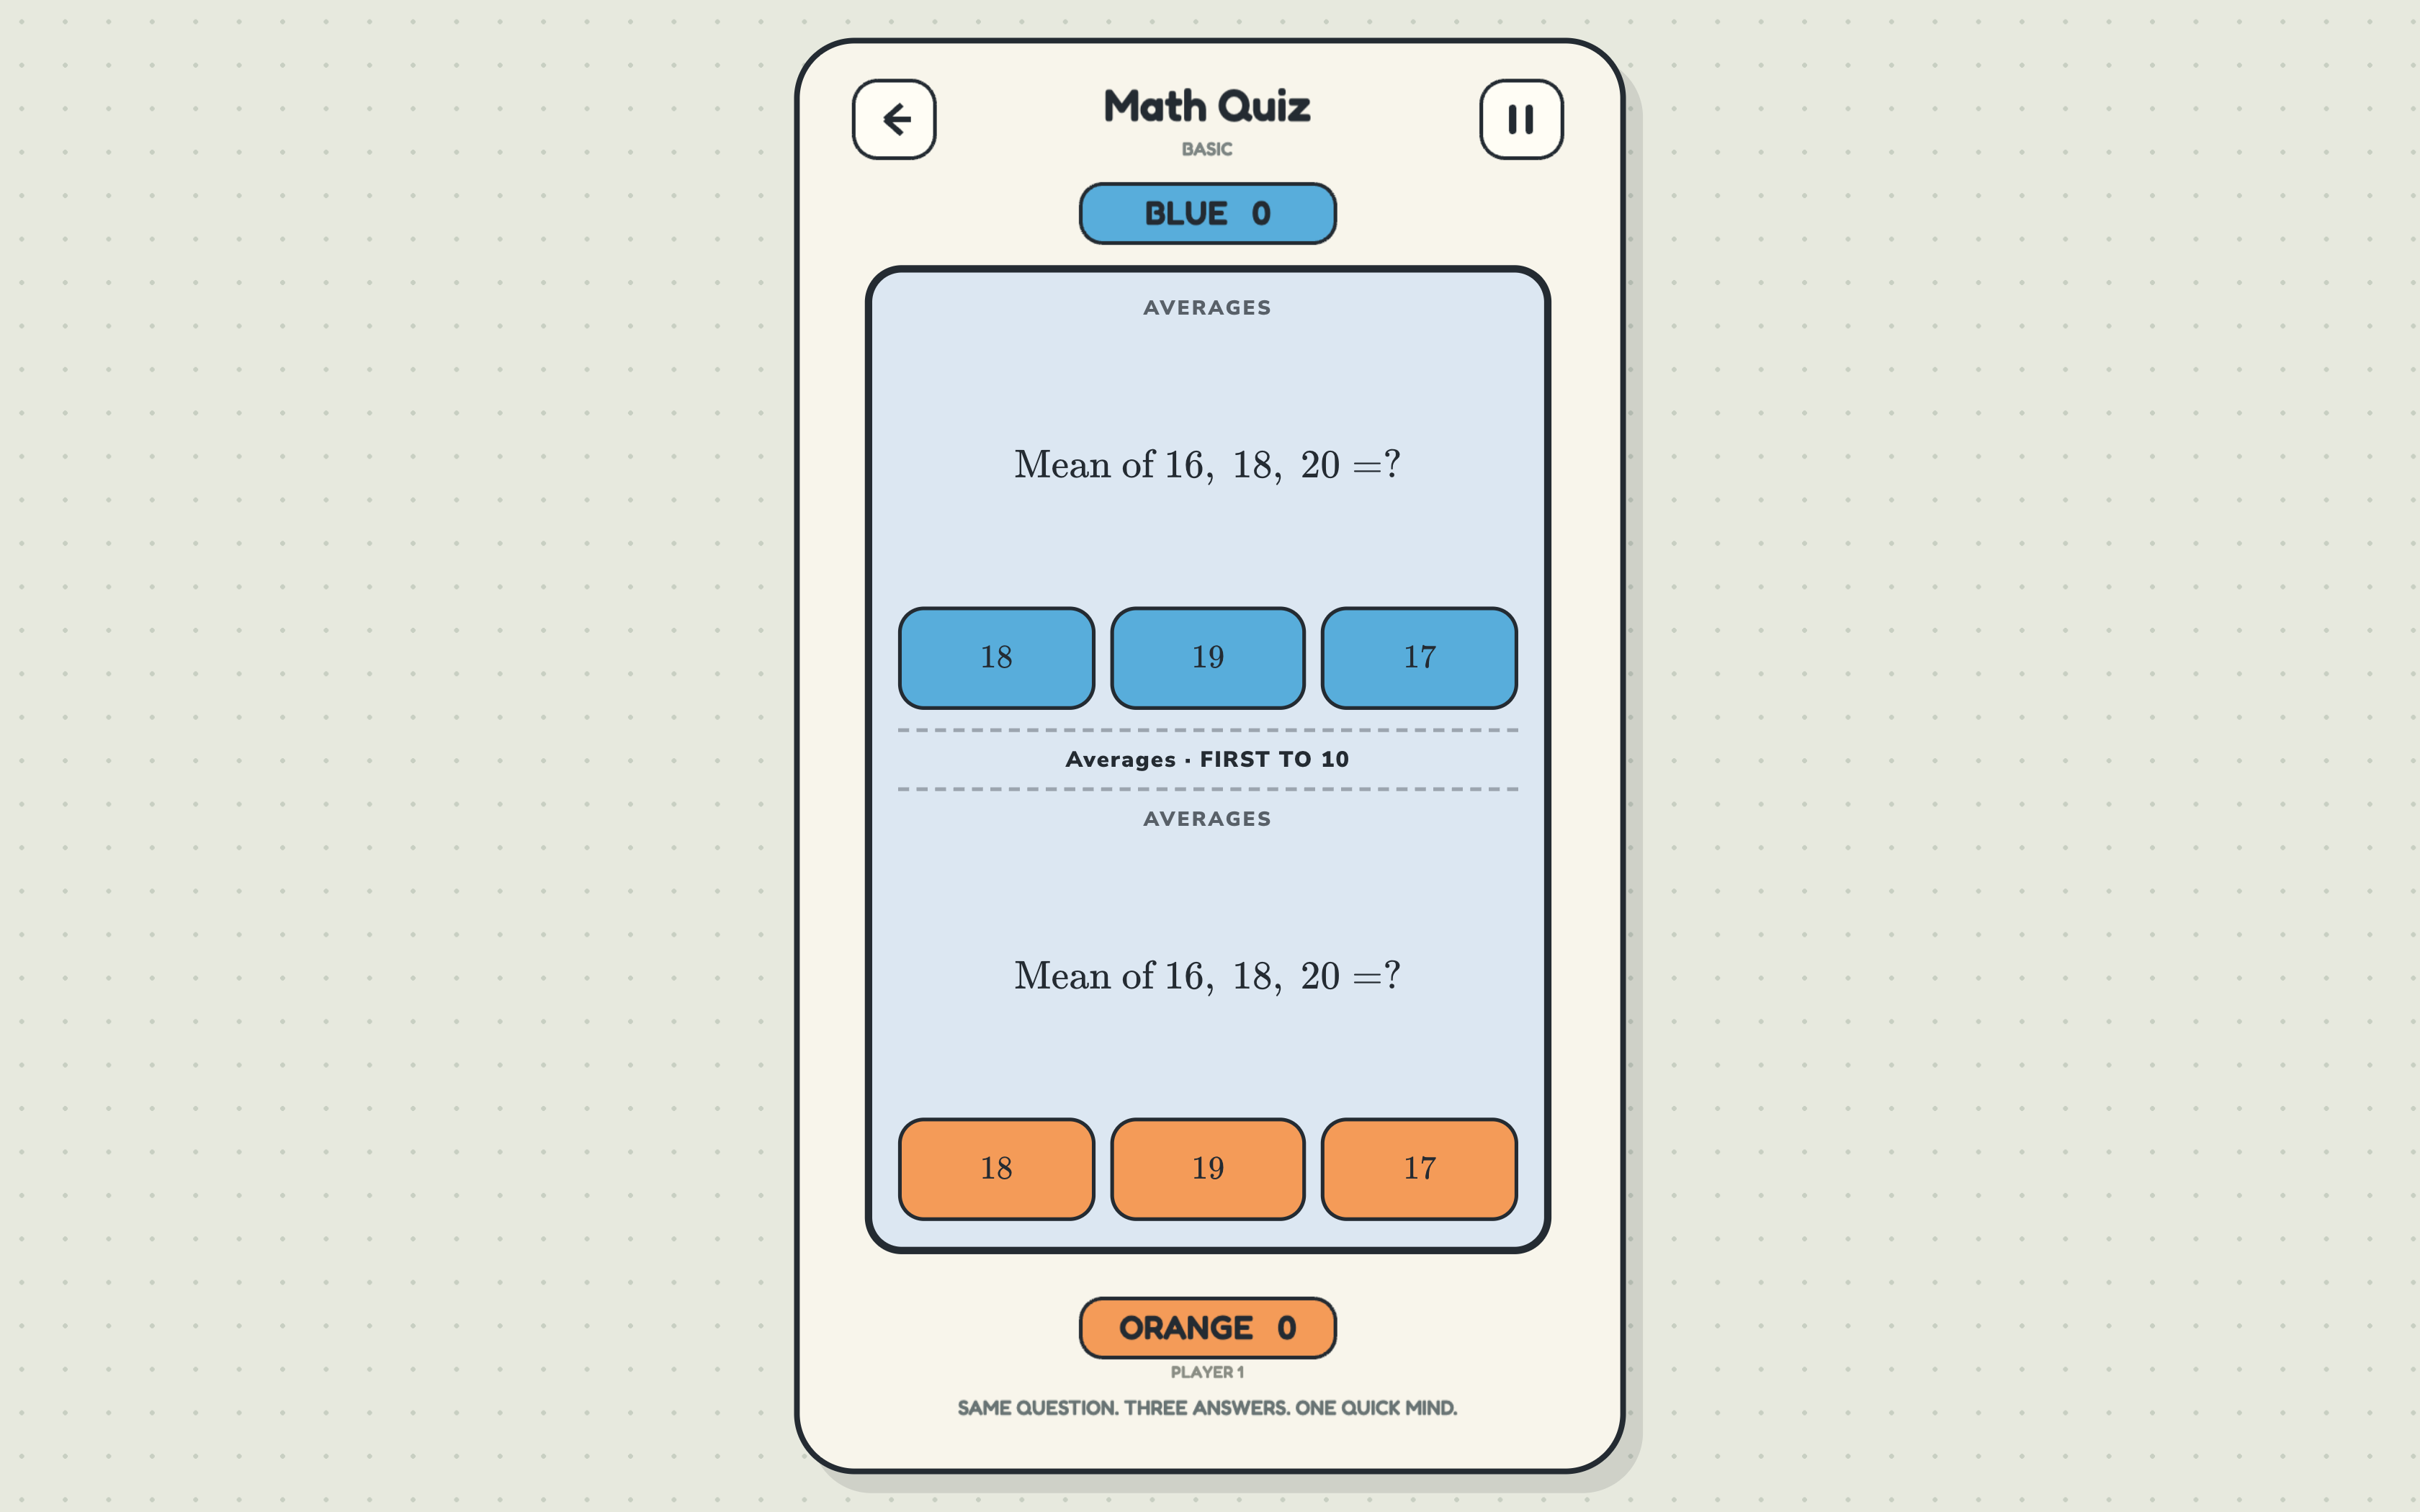 Math Quiz
BASIC
BLUE 0
AVERAGES
Mean of 16, 18, 20 =?
18 19 17
Averages · FIRST TO 10
AVERAGES
Mean of 16, 18, 20 =?
18 19 17
ORANGE 0
PLAYER 1
SAME QUESTION. THREE ANSWERS. ONE QUICK MIND.